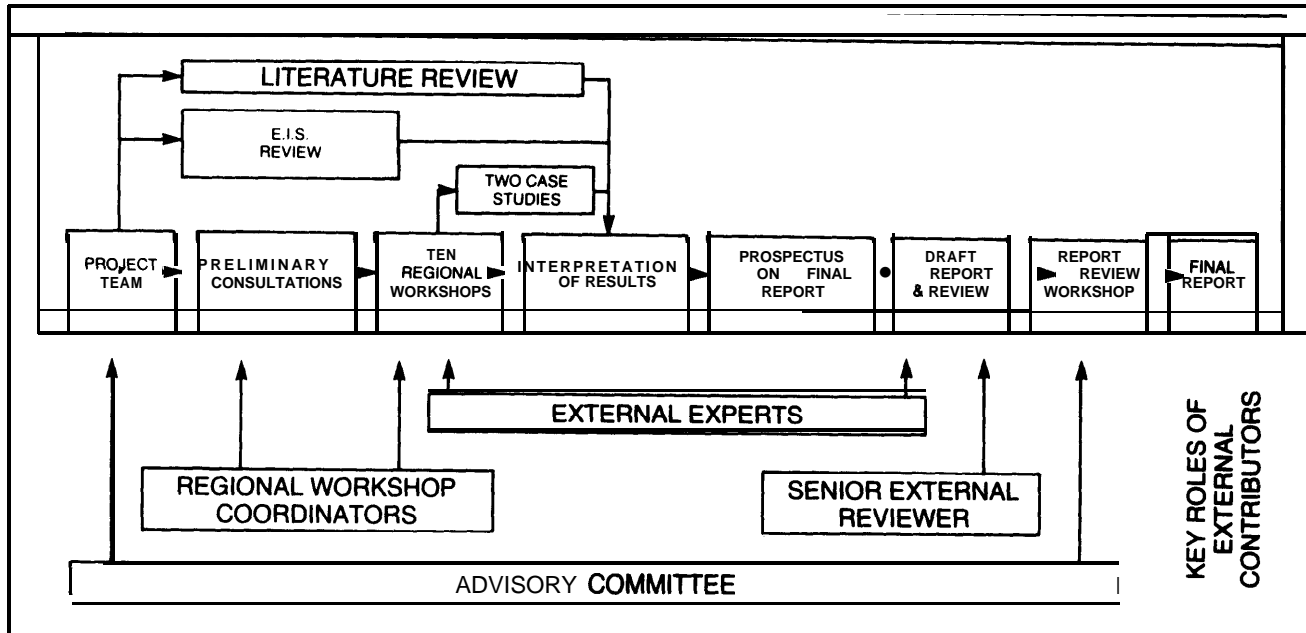 LITERATURE REVIEW
E.I.S.
REVIEW
TWO CASE
STUDIES
PROJECT
TEAM
PRELIMINARY
CONSULTATIONS
TEN
REGIONAL
WORKSHOPS
INTERPRETATION
OF RESULTS
PROSPECTUS
ON FINAL
REPORT
DRAFT
REPORT
& REVIEW
REPORT
REVIEW
WORKSHOP
FINAL
REPORT
EXTERNAL EXPERTS
REGIONAL WORKSHOP
COORDINATORS
SENIOR EXTERNAL
REVIEWER
ADVISORY COMMITTEE
KEY ROLES OF
EXTERNAL
CONTRIBUTORS